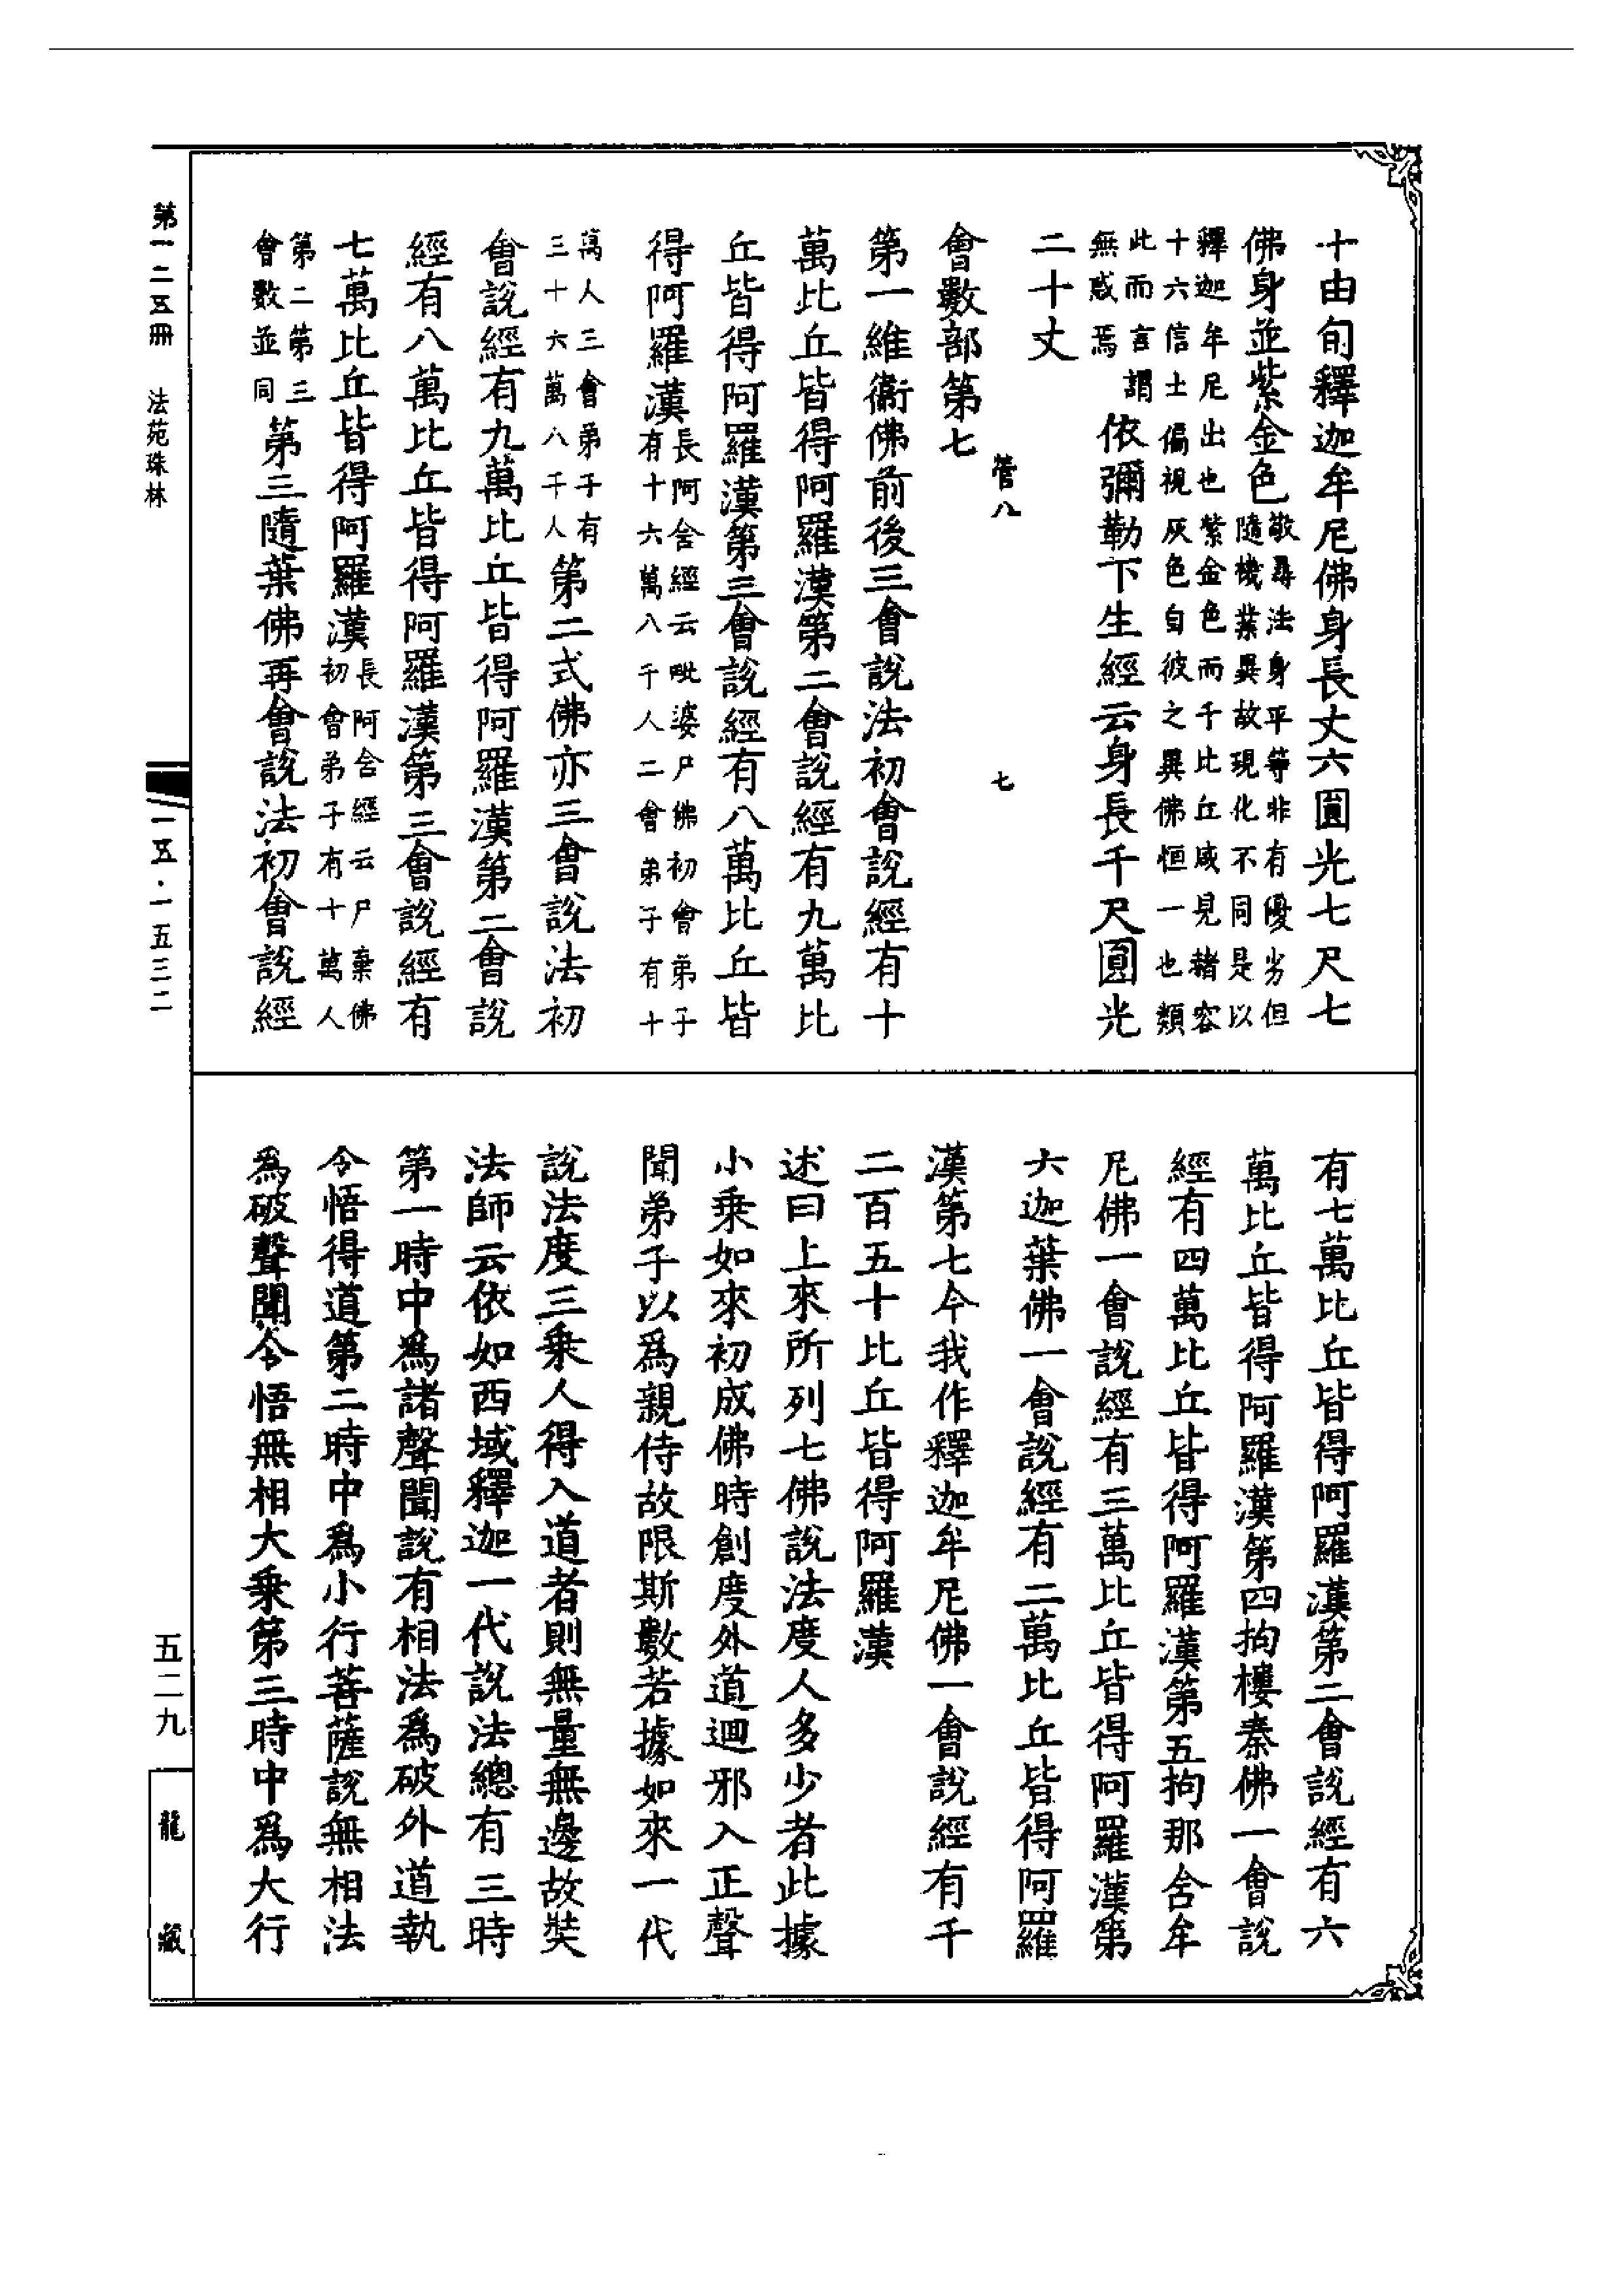 十由旬釋迦牟尼佛身長丈六圓光七尺七
佛身並紫金色敬尋法身平等非有優劣但
隨機業異故現化不同是以
釋迦牟尼出也紫金色而千比丘咸見赭容
十六信士偏視灰色自彼之異佛恒一也類
此而言謂
無惑焉
依彌勒下生經云身長千尺圓光
二十丈
管八
七
會數部第七
第一維衞佛前後三會說法初會說經有十
萬比丘皆得阿羅漢第二會說經有九萬比
丘皆得阿羅漢第三會說經有八萬比丘皆
得阿羅漢長阿含經云毗婆尸佛初會弟子
有十六萬八千人二會弟子有十
萬人三會弟子有
三十六萬八千人
第二式佛亦三會說法初
會說經有九萬比丘皆得阿羅漢第二會說
經有八萬比丘皆得阿羅漢第三會說經有
七萬比丘皆得阿羅漢長阿含經云尸棄佛
初會弟子有十萬人
第二第三
會數並同
第三隨葉佛再會說法初會說經
有七萬比丘皆得阿羅漢第二會說經有六
萬比丘皆得阿羅漢第四拘樓秦佛一會說
經有四萬比丘皆得阿羅漢第五拘那含牟
尼佛一會說經有三萬比丘皆得阿羅漢第
六迦葉佛一會說經有二萬比丘皆得阿羅
漢第七今我作釋迦牟尼佛一會說經有千
二百五十比丘皆得阿羅漢
述曰上來所列七佛說法度人多少者此據
小乘如來初成佛時創度外道迴邪入正聲
聞弟子以爲親侍故限斯數若據如來一代
說法度三乘人得入道者則無量無邊故奘
法師云依如西域釋迦一代說法總有三時
第一時中爲諸聲聞說有相法爲破外道執
令悟得道第二時中爲小行菩薩說無相法
爲破聲聞令悟無相大乘第三時中爲大行
第一二五冊
法苑珠林
一五·一五三二
五二九
龍藏